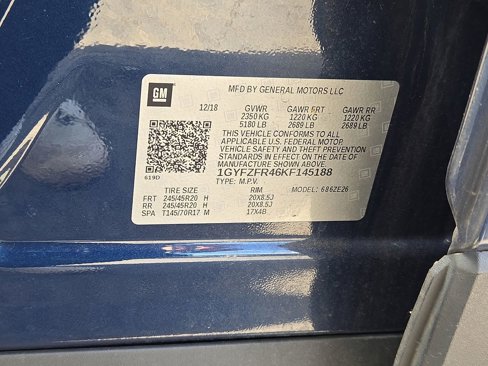 GM
MFD BY GENERAL MOTORS LLC
12/18 GVWR GAWR FRT GAWR RR
2350 KG 1220 KG 1220 KG
5180 LB 2689 LB 2689 LB
THIS VEHICLE CONFORMS TO ALL
APPLICABLE U.S. FEDERAL MOTOR
VEHICLE SAFETY AND THEFT PREVENTION
STANDARDS IN EFFECT ON THE DATE OF
MANUFACTURE SHOWN ABOVE.
1GYFZFR46KF145188
619D TYPE: M.P.V.
TIRE SIZE RIM MODEL: 6862E26
FRT 245/45R20 H 20X8.5J
RR 245/45R20 H 20X8.5J
SPA T145/70R17 M 17X4B